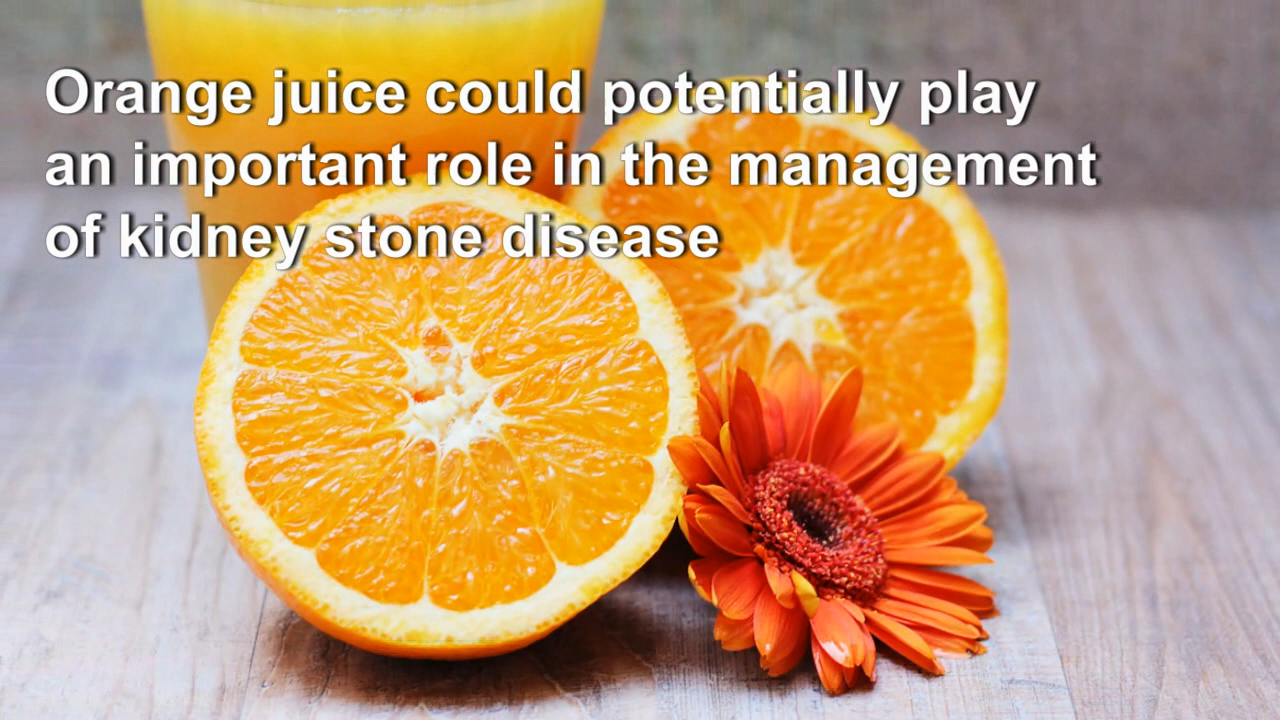 Orange juice could potentially play
an important role in the management
of kidney stone disease